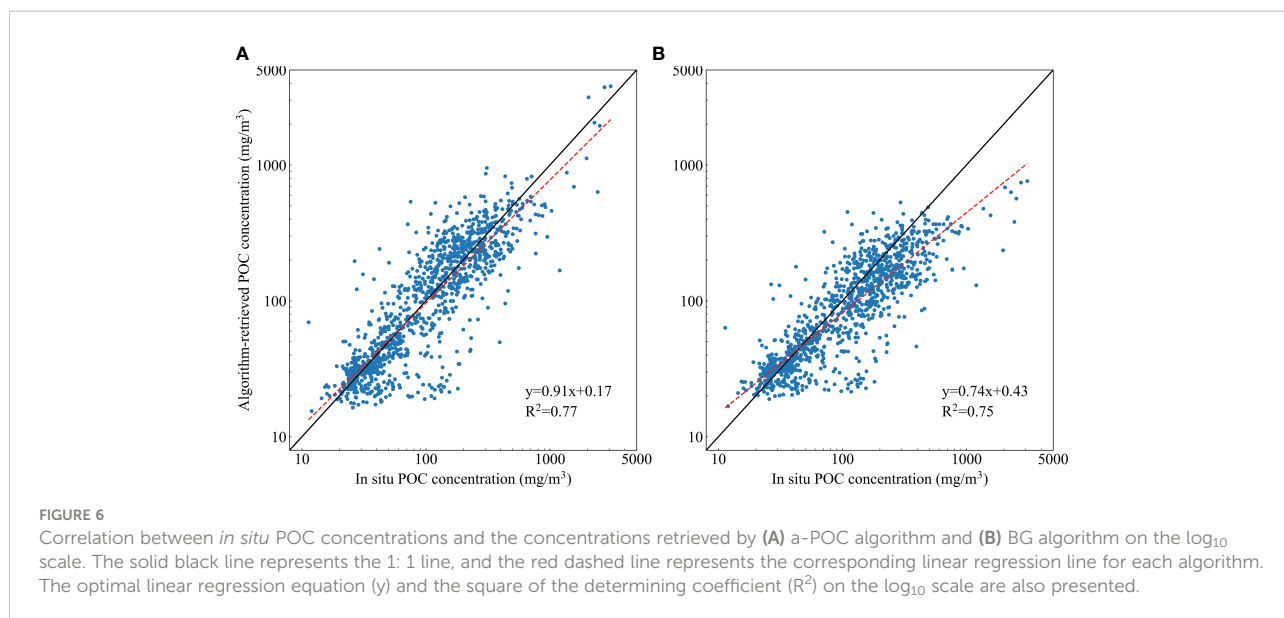 A
B
5000
1000
100
10
Algorithm-retrieved POC concentration (mg/m³)
y=0.91x+0.17
R²=0.77
10 100 1000 5000
In situ POC concentration (mg/m³)
5000
1000
100
10
y=0.74x+0.43
R²=0.75
10 100 1000 5000
In situ POC concentration (mg/m³)
FIGURE 6
Correlation between in situ POC concentrations and the concentrations retrieved by (A) a-POC algorithm and (B) BG algorithm on the log₁₀
scale. The solid black line represents the 1: 1 line, and the red dashed line represents the corresponding linear regression line for each algorithm.
The optimal linear regression equation (y) and the square of the determining coefficient (R²) on the log₁₀ scale are also presented.